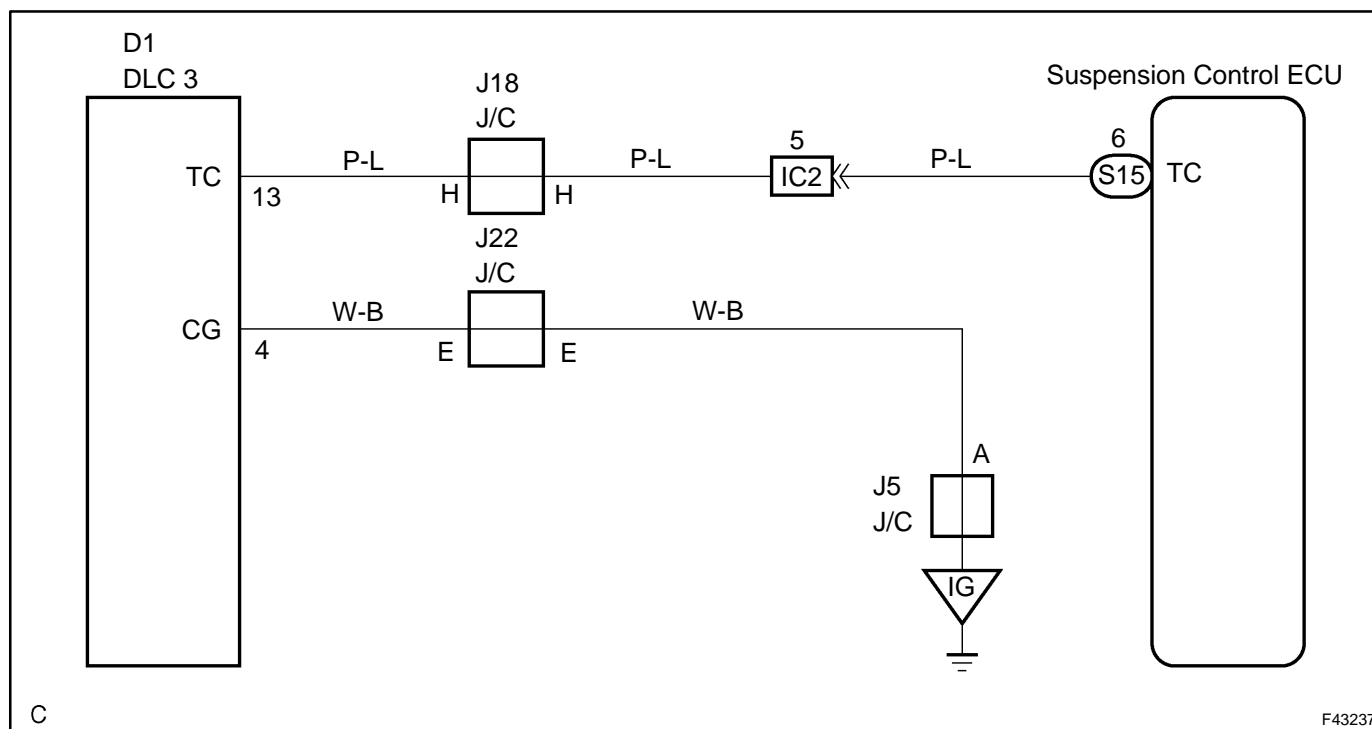 D1
DLC 3
J18
J/C
Suspension Control ECU
TC
13
P-L
H
H
P-L
5
IC2
P-L
6
S15
TC
J22
J/C
CG
4
W-B
E
E
W-B
A
J5
J/C
IG
C
F43237